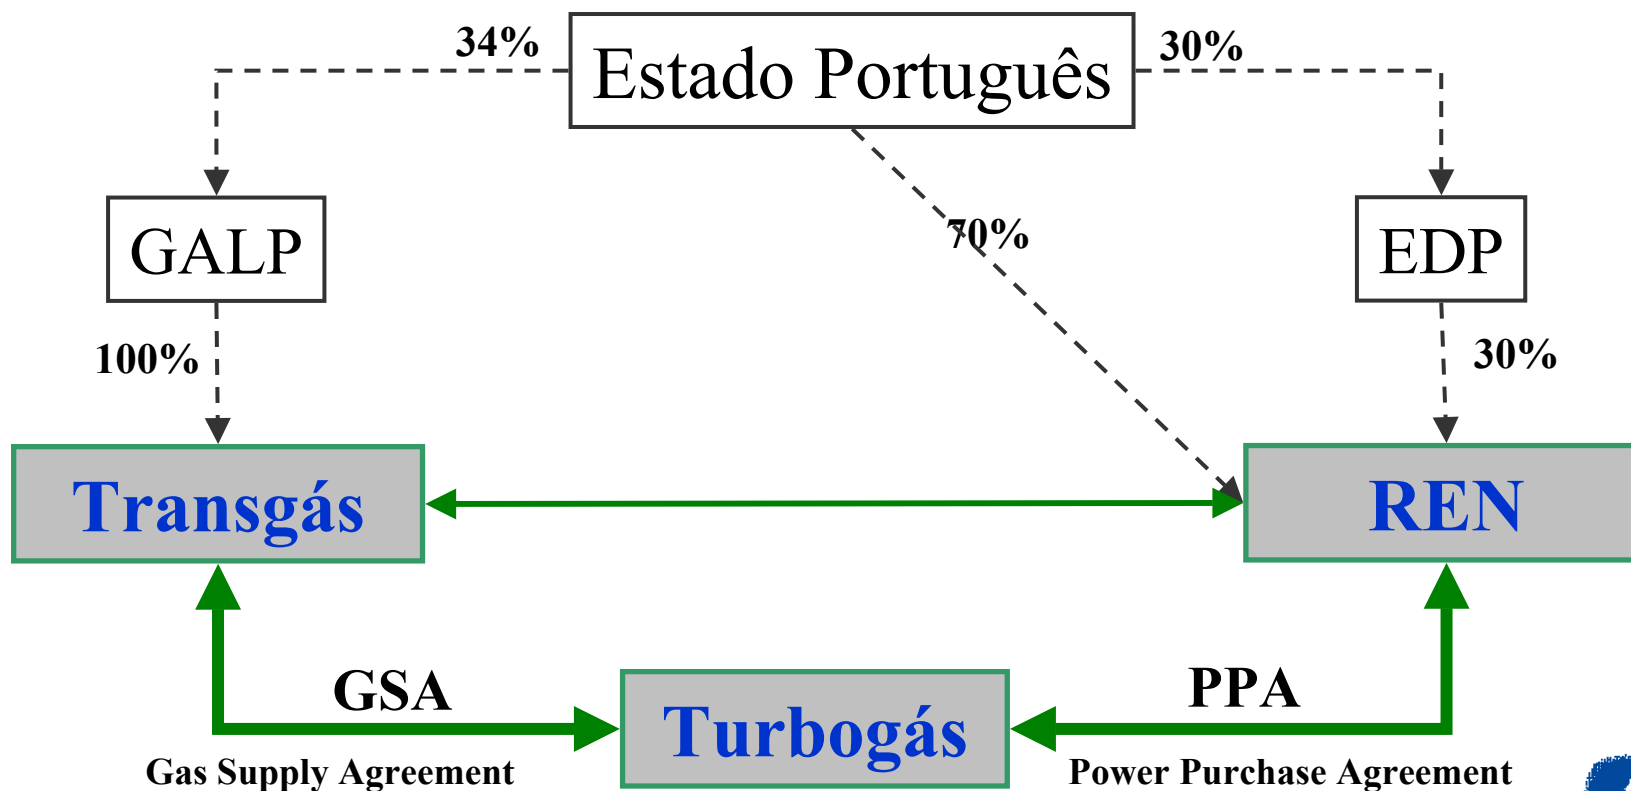 34%
Estado Português
30%
GALP
70%
EDP
100%
30%
Transgás
REN
GSA
PPA
Turbogás
Gas Supply Agreement
Power Purchase Agreement